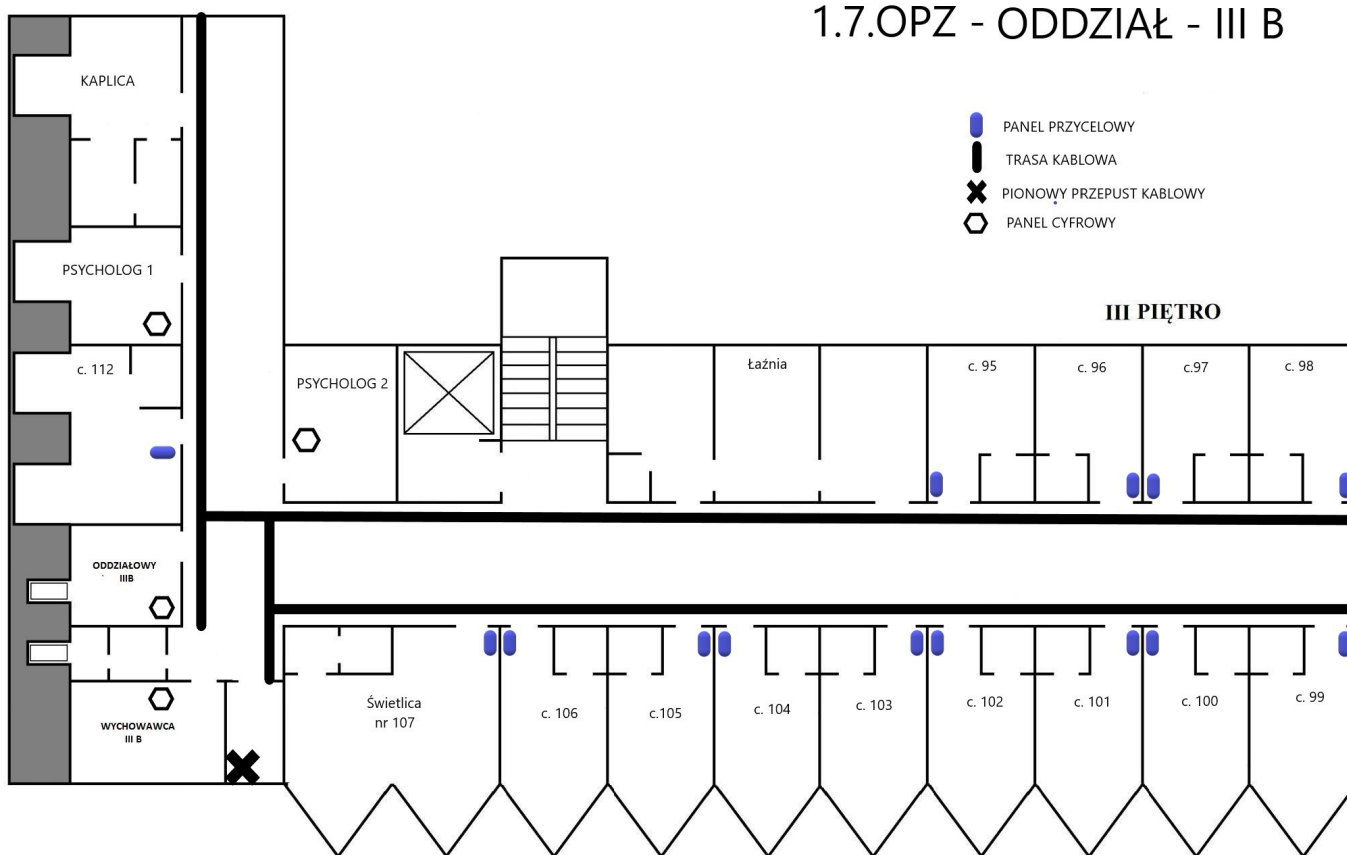 1.7.OPZ - ODDZIAŁ - III B
PANEL PRZYCELOWY
TRASA KABLOWA
PIONOWY PRZEPUST KABLOWY
PANEL CYFROWY
III PIĘTRO
KAPLICA
PSYCHOLOG 1
c. 112
PSYCHOLOG 2
Łaźnia
c. 95
c. 96
c.97
c. 98
ODDZIAŁOWY
IIIB
WYCHOWAWCA
III B
Świetlica
nr 107
c. 106
c.105
c. 104
c. 103
c. 102
c. 101
c. 100
c. 99